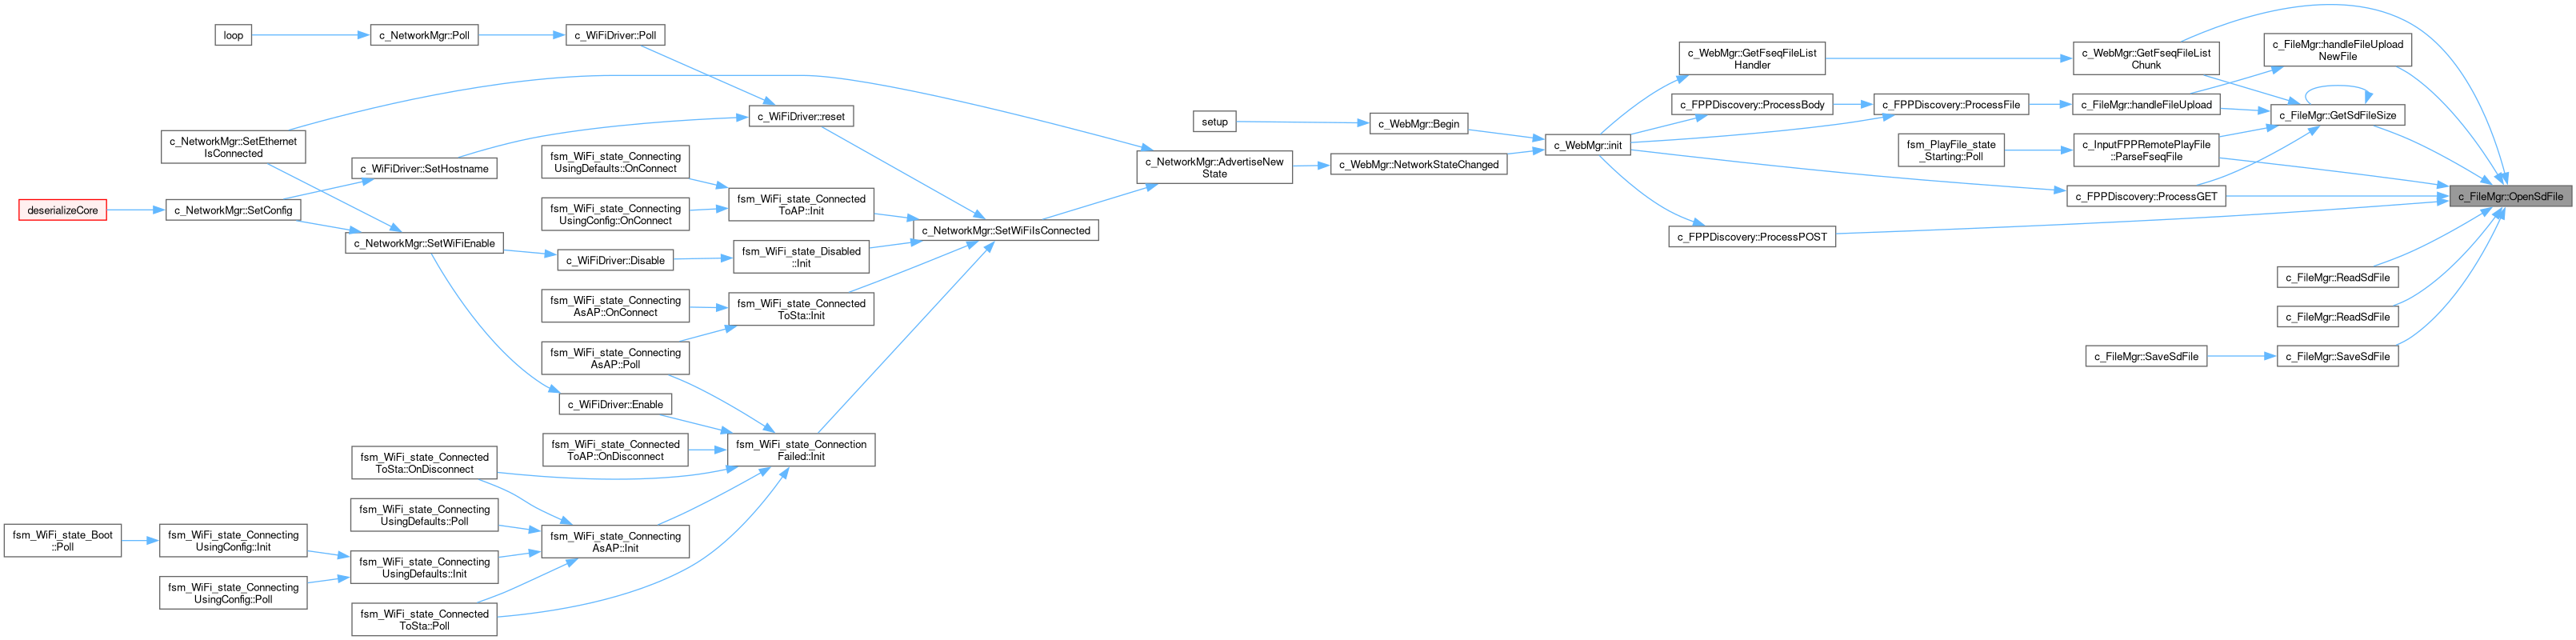 loop
c_NetworkMgr::Poll
c_WiFiDriver::Poll
c_WiFiDriver::reset
c_NetworkMgr::SetEthernet
IsConnected
c_WiFiDriver::SetHostname
deserializeCore
c_NetworkMgr::SetConfig
c_NetworkMgr::SetWiFiEnable
fsm_WiFi_state_Connecting
UsingDefaults::OnConnect
fsm_WiFi_state_Connecting
UsingConfig::OnConnect
fsm_WiFi_state_Connected
ToAP::Init
c_WiFiDriver::Disable
fsm_WiFi_state_Disabled
::Init
fsm_WiFi_state_Connecting
AsAP::OnConnect
fsm_WiFi_state_Connected
ToSta::Init
fsm_WiFi_state_Connecting
AsAP::Poll
c_WiFiDriver::Enable
fsm_WiFi_state_Connected
ToAP::OnDisconnect
fsm_WiFi_state_Connection
Failed::Init
fsm_WiFi_state_Connected
ToSta::OnDisconnect
fsm_WiFi_state_Connecting
UsingDefaults::Poll
fsm_WiFi_state_Boot
::Poll
fsm_WiFi_state_Connecting
UsingConfig::Init
fsm_WiFi_state_Connecting
UsingDefaults::Init
fsm_WiFi_state_Connecting
AsAP::Init
fsm_WiFi_state_Connecting
UsingConfig::Poll
fsm_WiFi_state_Connected
ToSta::Poll
c_NetworkMgr::SetWiFiIsConnected
c_NetworkMgr::AdvertiseNew
State
setup
c_WebMgr::Begin
c_WebMgr::NetworkStateChanged
c_WebMgr::init
c_WebMgr::GetFseqFileList
Handler
c_FPPDiscovery::ProcessBody
c_FPPDiscovery::ProcessFile
fsm_PlayFile_state
_Starting::Poll
c_FPPDiscovery::ProcessPOST
c_WebMgr::GetFseqFileList
Chunk
c_FileMgr::handleFileUpload
c_InputFPPRemotePlayFile
::ParseFseqFile
c_FPPDiscovery::ProcessGET
c_FileMgr::handleFileUpload
NewFile
c_FileMgr::GetSdFileSize
c_FileMgr::OpenSdFile
c_FileMgr::ReadSdFile
c_FileMgr::ReadSdFile
c_FileMgr::SaveSdFile
c_FileMgr::SaveSdFile